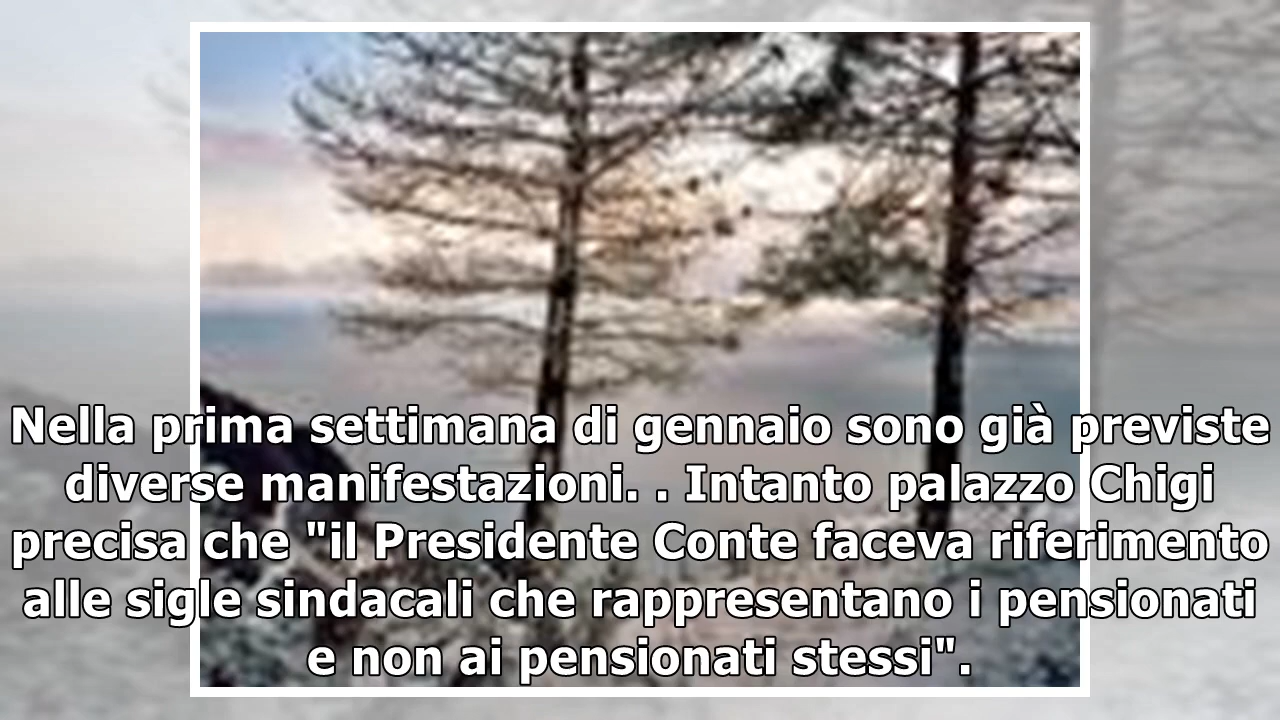 Nella prima settimana di gennaio sono già previste
diverse manifestazioni. . Intanto palazzo Chigi
precisa che "il Presidente Conte faceva riferimento
alle sigle sindacali che rappresentano i pensionati
e non ai pensionati stessi".